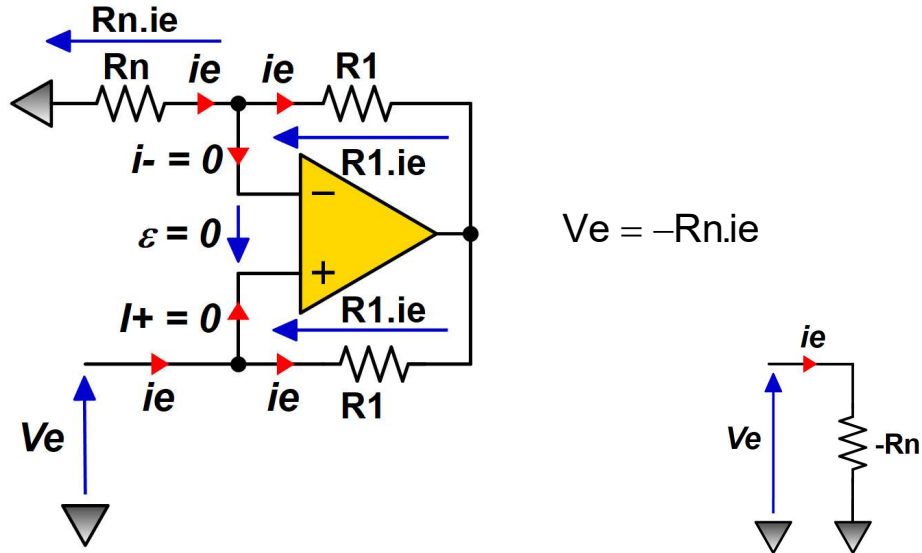 Rn.ie
Rn
ie
ie
R1
i- = 0
R1.ie
−
ε = 0
Ve = −Rn.ie
+
I+ = 0
R1.ie
ie
ie
R1
Ve
ie
Ve
-Rn